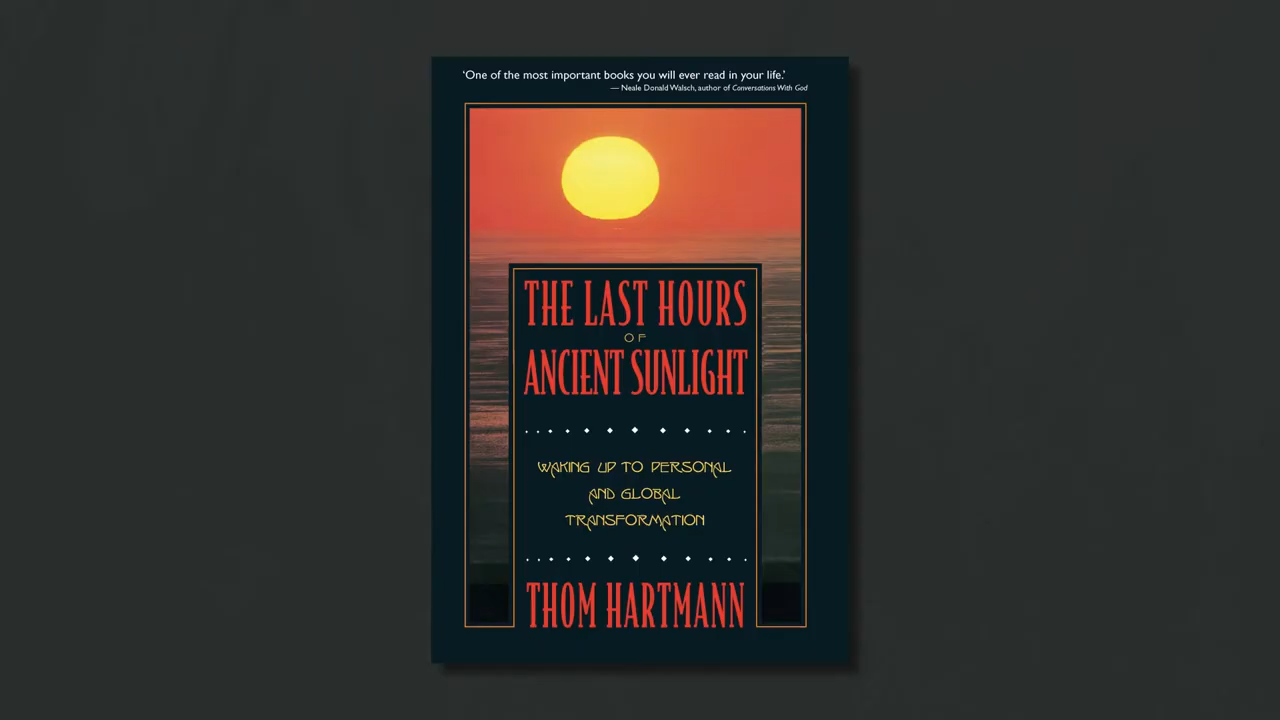 ‘One of the most important books you will ever read in your life.’
— Neale Donald Walsch, author of Conversations With God
THE LAST HOURS
OF
ANCIENT SUNLIGHT
WAKING UP TO PERSONAL
AND GLOBAL
TRANSFORMATION
THOM HARTMANN